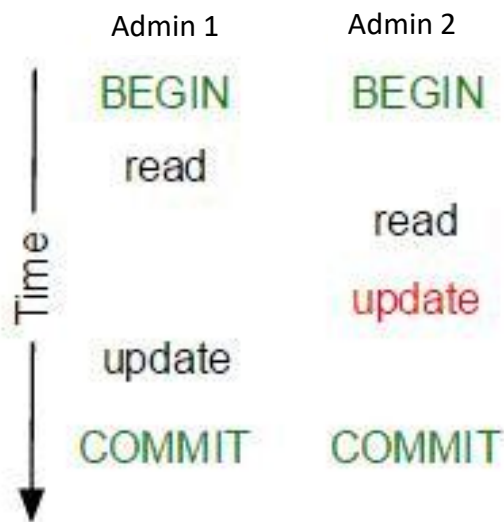 Admin 1 Admin 2
BEGIN BEGIN
read
read
Time
update
update
COMMIT COMMIT